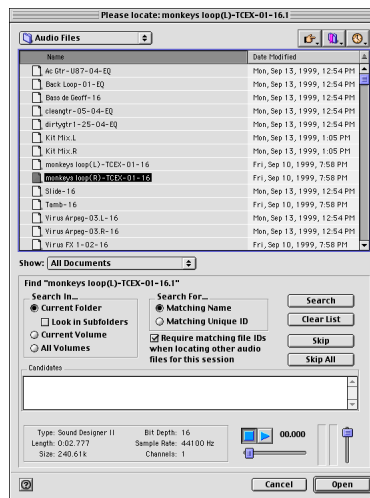 Please locate: monkeys loop(L)-TCEX-01-16.1
Audio Files
Name Date Modified
Ac Gtr-U87-04-EQ Mon, Sep 13, 1999, 12:54 PM
Back Loop-01-EQ Mon, Sep 13, 1999, 12:54 PM
Bass de Geoff-16 Mon, Sep 13, 1999, 12:54 PM
cleangtr-05-04-EQ Mon, Sep 13, 1999, 12:54 PM
dirtygtr1-25-04-EQ Mon, Sep 13, 1999, 12:54 PM
Kit Mix.L Mon, Sep 13, 1999, 1:05 PM
Kit Mix.R Mon, Sep 13, 1999, 1:05 PM
monkeys loop(L)-TCEX-01-16 Fri, Sep 10, 1999, 7:58 PM
monkeys loop(R)-TCEX-01-16 Fri, Sep 10, 1999, 7:58 PM
Slide-16 Mon, Sep 13, 1999, 12:54 PM
Tamb-16 Fri, Sep 10, 1999, 7:58 PM
Virus Arpeg-03.L-16 Mon, Sep 13, 1999, 12:54 PM
Virus Arpeg-03.R-16 Mon, Sep 13, 1999, 12:54 PM
Virus FX 1-02-16 Fri, Sep 10, 1999, 7:58 PM
Show: All Documents
Find "monkeys loop(L)-TCEX-01-16.1"
Search In...
Current Folder
Look in Subfolders
Current Volume
All Volumes
Search For...
Matching Name
Matching Unique ID
Require matching file IDs
when locating other audio
files for this session
Search
Clear List
Skip
Skip All
Candidates
Type: Sound Designer II Bit Depth: 16
Length: 0:02.777 Sample Rate: 44100 Hz
Size: 240.61k Channels: 1
00.000
?
Cancel Open